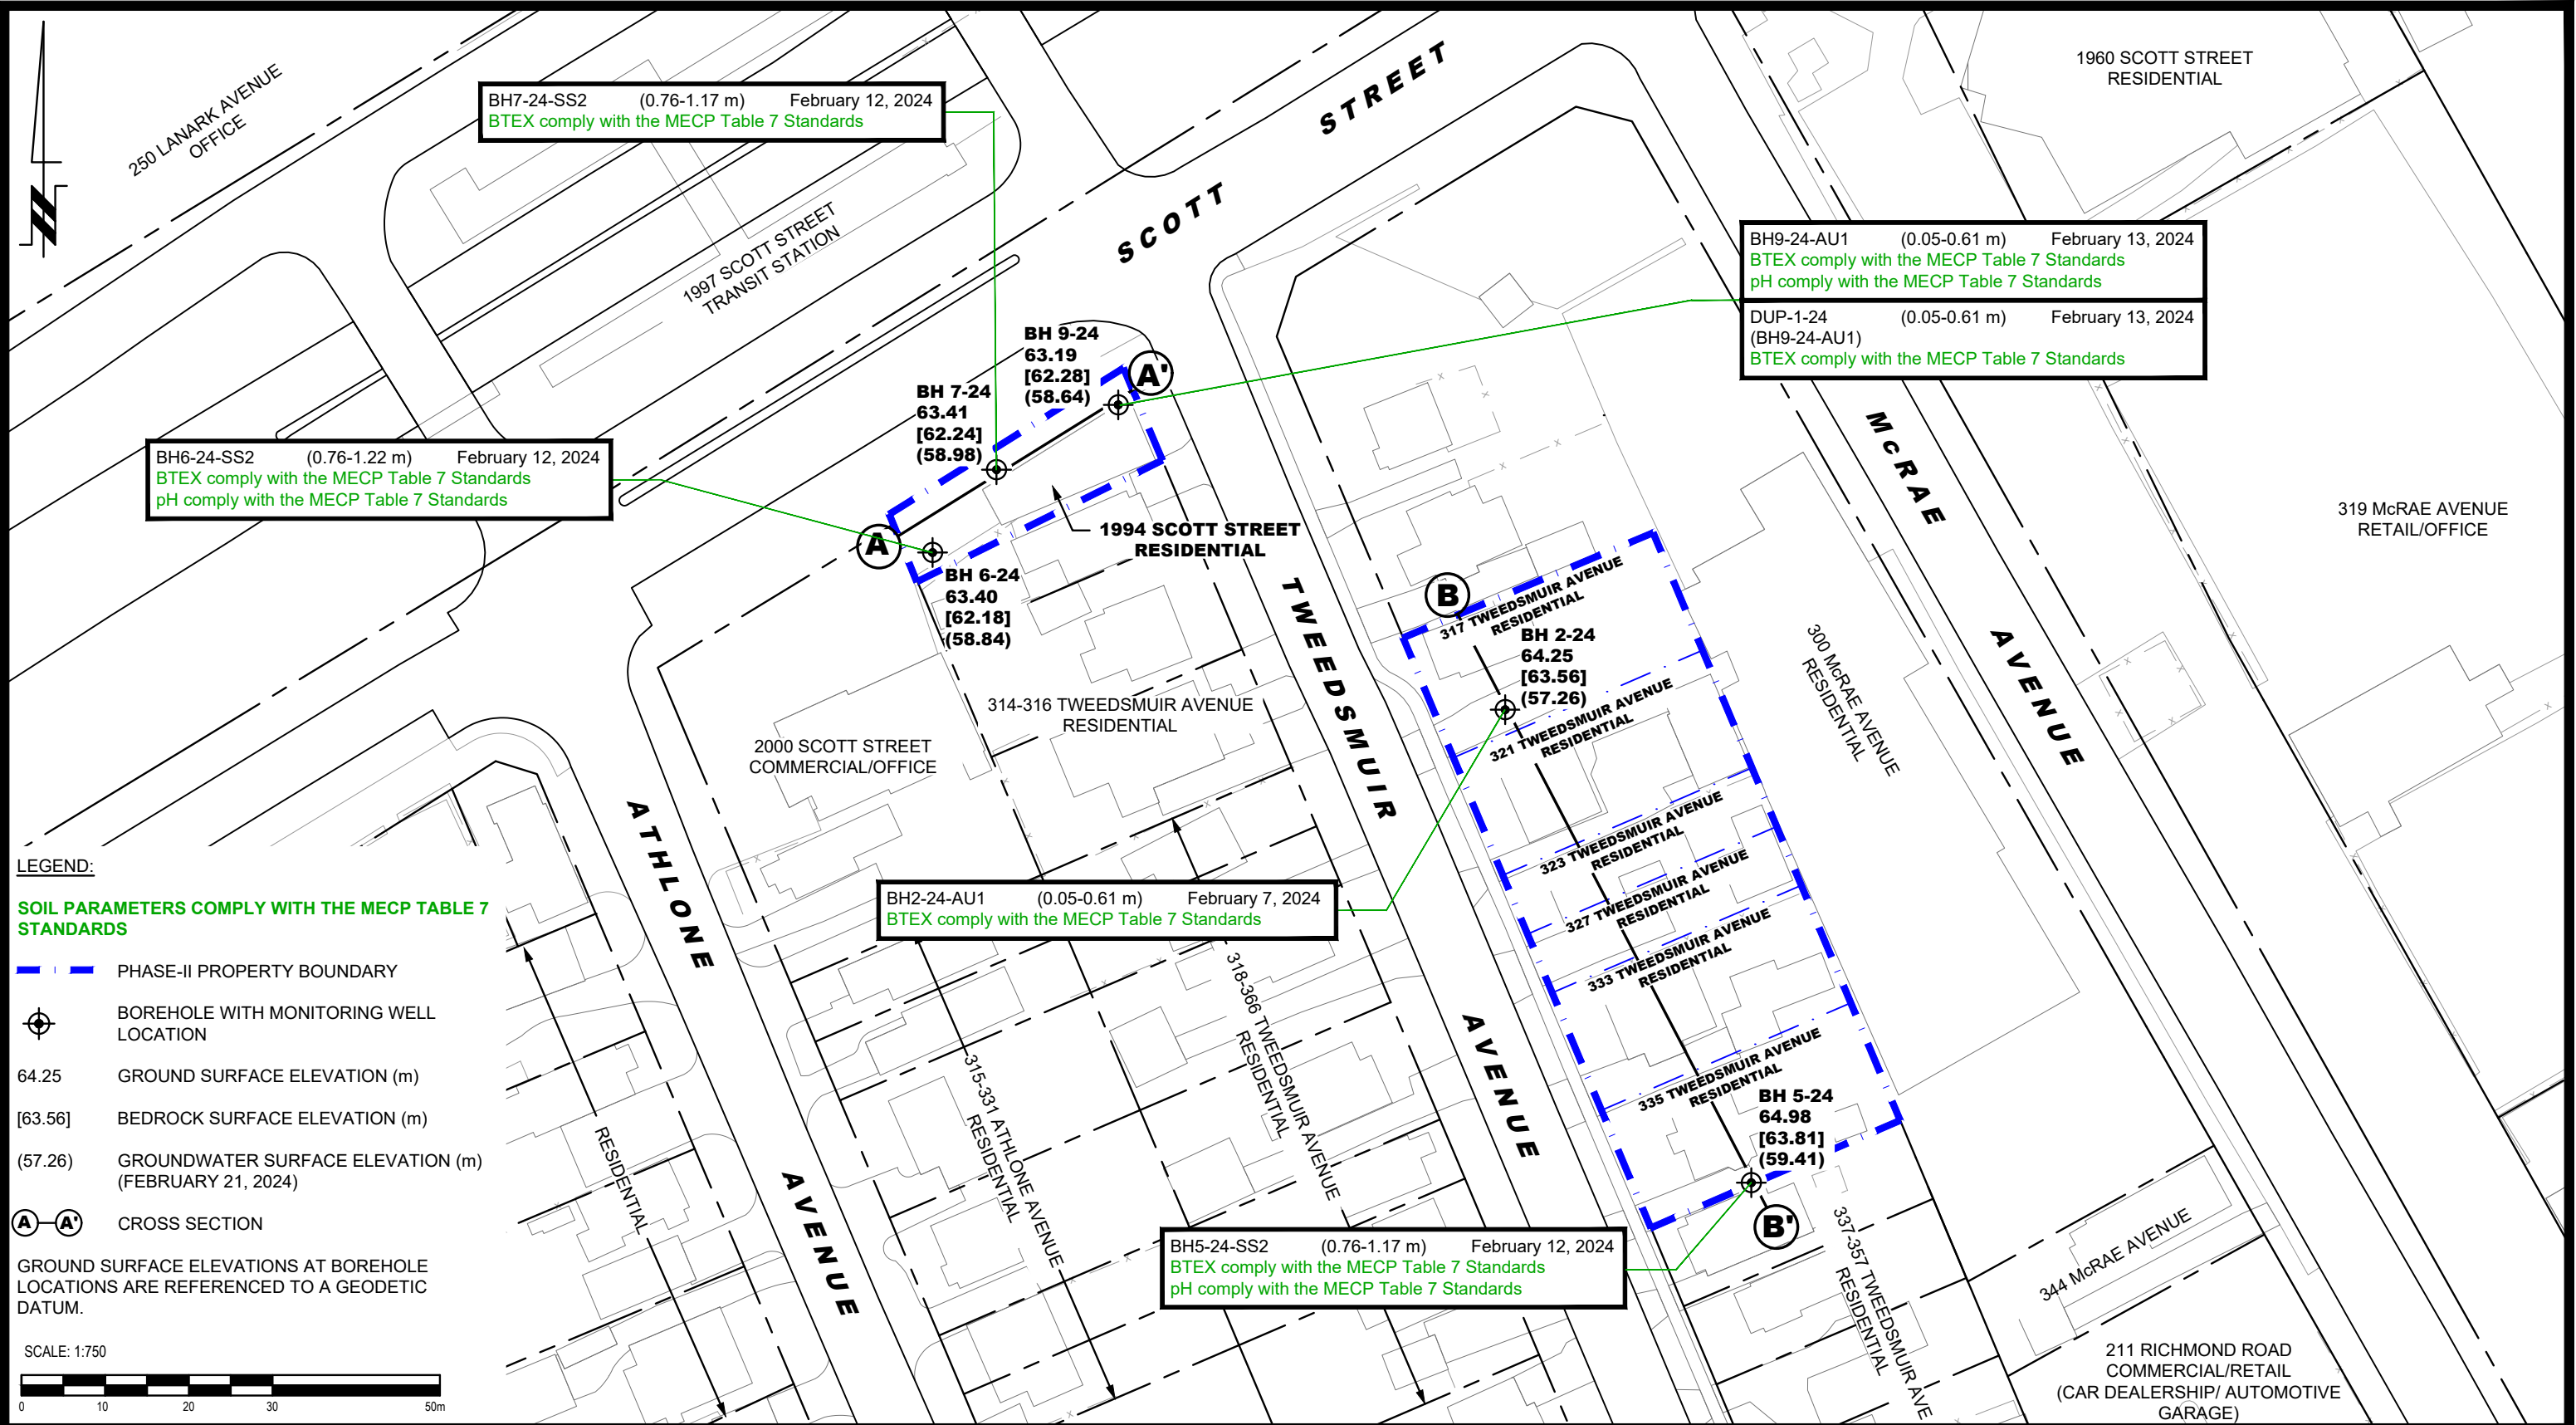 250 LANARK AVENUE
OFFICE
BH7-24-SS2 (0.76-1.17 m) February 12, 2024
BTEX comply with the MECP Table 7 Standards
1997 SCOTT STREET
TRANSIT STATION
SCOTT STREET
1960 SCOTT STREET
RESIDENTIAL
BH9-24-AU1 (0.05-0.61 m) February 13, 2024
BTEX comply with the MECP Table 7 Standards
pH comply with the MECP Table 7 Standards
DUP-1-24 (0.05-0.61 m) February 13, 2024
(BH9-24-AU1)
BTEX comply with the MECP Table 7 Standards
BH6-24-SS2 (0.76-1.22 m) February 12, 2024
BTEX comply with the MECP Table 7 Standards
pH comply with the MECP Table 7 Standards
BH 9-24
63.19
[62.28]
(58.64)
A'
BH 7-24
63.41
[62.24]
(58.98)
A
BH 6-24
63.40
[62.18]
(58.84)
1994 SCOTT STREET
RESIDENTIAL
McRAE AVENUE
319 McRAE AVENUE
RETAIL/OFFICE
TWEEDSMUIR AVENUE
B
317 TWEEDSMUIR AVENUE
RESIDENTIAL
BH 2-24
64.25
[63.56]
(57.26)
321 TWEEDSMUIR AVENUE
RESIDENTIAL
300 McRAE AVENUE
RESIDENTIAL
323 TWEEDSMUIR AVENUE
RESIDENTIAL
327 TWEEDSMUIR AVENUE
RESIDENTIAL
333 TWEEDSMUIR AVENUE
RESIDENTIAL
335 TWEEDSMUIR AVENUE
RESIDENTIAL
BH 5-24
64.98
[63.81]
(59.41)
B'
314-316 TWEEDSMUIR AVENUE
RESIDENTIAL
2000 SCOTT STREET
COMMERCIAL/OFFICE
ATHLONE AVENUE
BH2-24-AU1 (0.05-0.61 m) February 7, 2024
BTEX comply with the MECP Table 7 Standards
318-366 TWEEDSMUIR AVENUE
RESIDENTIAL
315-331 ATHLONE AVENUE
RESIDENTIAL
RESIDENTIAL
BH5-24-SS2 (0.76-1.17 m) February 12, 2024
BTEX comply with the MECP Table 7 Standards
pH comply with the MECP Table 7 Standards
337-357 TWEEDSMUIR AVE
RESIDENTIAL
344 McRAE AVENUE
211 RICHMOND ROAD
COMMERCIAL/RETAIL
(CAR DEALERSHIP/ AUTOMOTIVE
GARAGE)
LEGEND:
SOIL PARAMETERS COMPLY WITH THE MECP TABLE 7
STANDARDS
PHASE-II PROPERTY BOUNDARY
BOREHOLE WITH MONITORING WELL
LOCATION
64.25 GROUND SURFACE ELEVATION (m)
[63.56] BEDROCK SURFACE ELEVATION (m)
(57.26) GROUNDWATER SURFACE ELEVATION (m)
(FEBRUARY 21, 2024)
A A' CROSS SECTION
GROUND SURFACE ELEVATIONS AT BOREHOLE
LOCATIONS ARE REFERENCED TO A GEODETIC
DATUM.
SCALE: 1:750
0 10 20 30 50m